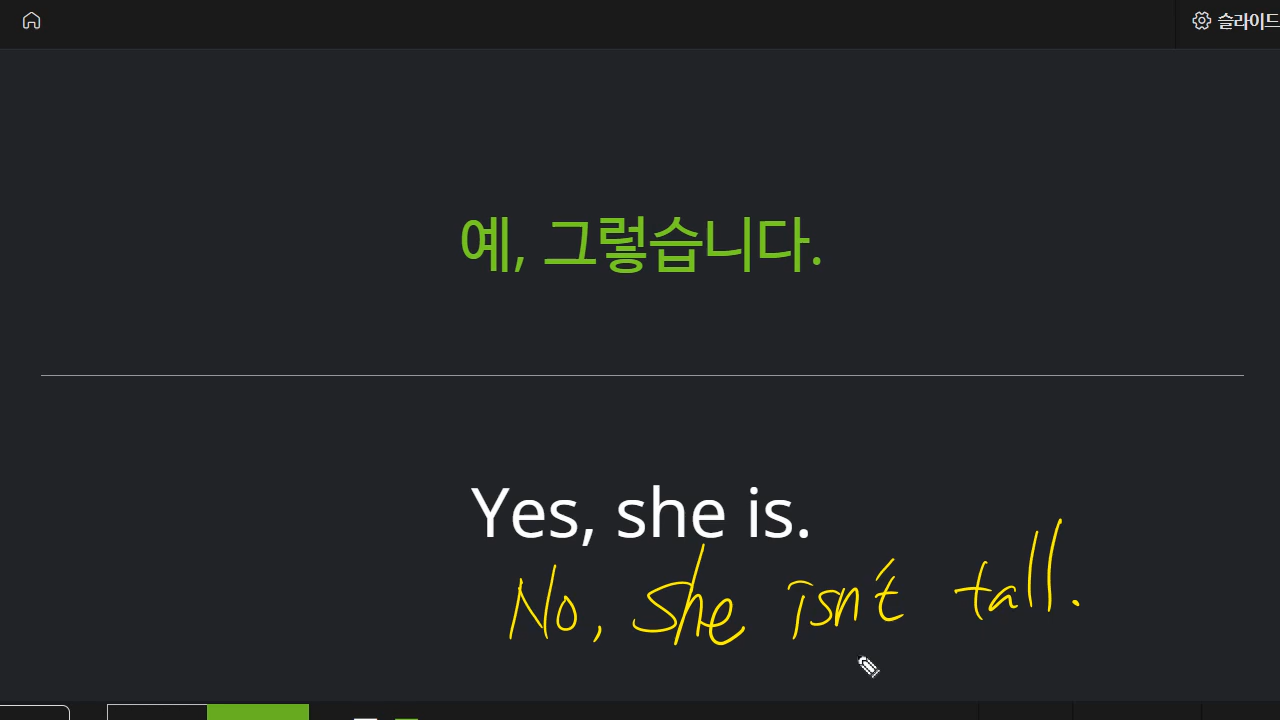 슬라이드
예, 그렇습니다.
Yes, she is.
No, she isn't tall.